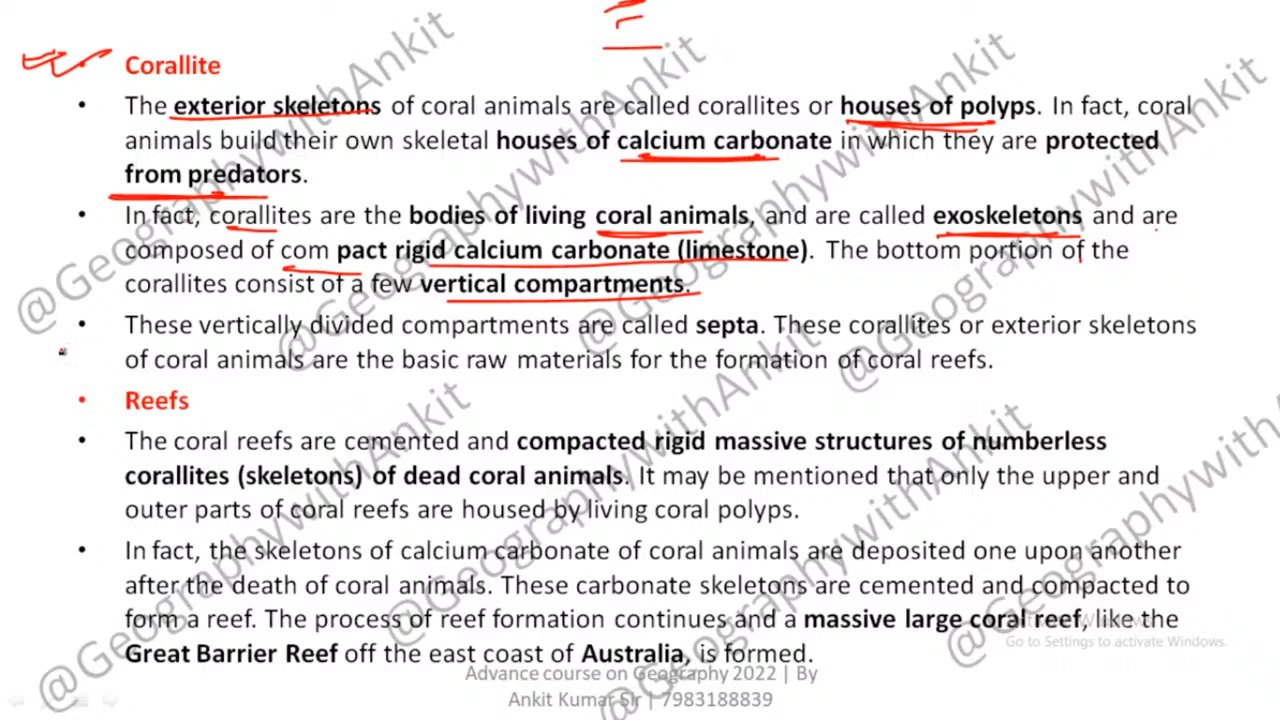 Corallite
• The exterior skeletons of coral animals are called corallites or houses of polyps. In fact, coral
animals build their own skeletal houses of calcium carbonate in which they are protected
from predators.
• In fact, corallites are the bodies of living coral animals, and are called exoskeletons and are
composed of com pact rigid calcium carbonate (limestone). The bottom portion of the
corallites consist of a few vertical compartments.
• These vertically divided compartments are called septa. These corallites or exterior skeletons
of coral animals are the basic raw materials for the formation of coral reefs.
• Reefs
• The coral reefs are cemented and compacted rigid massive structures of numberless
corallites (skeletons) of dead coral animals. It may be mentioned that only the upper and
outer parts of coral reefs are housed by living coral polyps.
• In fact, the skeletons of calcium carbonate of coral animals are deposited one upon another
after the death of coral animals. These carbonate skeletons are cemented and compacted to
form a reef. The process of reef formation continues and a massive large coral reef, like the
Great Barrier Reef off the east coast of Australia, is formed.
Go to Settings to activate Windows.
Advance course on Geography 2022 | By
Ankit Kumar Sir | 7983188839
@GeographywithAnkit
@GeographywithAnkit
@GeographywithAnkit
@GeographywithAnkit
@GeographywithAnkit
@GeographywithAnkit
@GeographywithAnkit